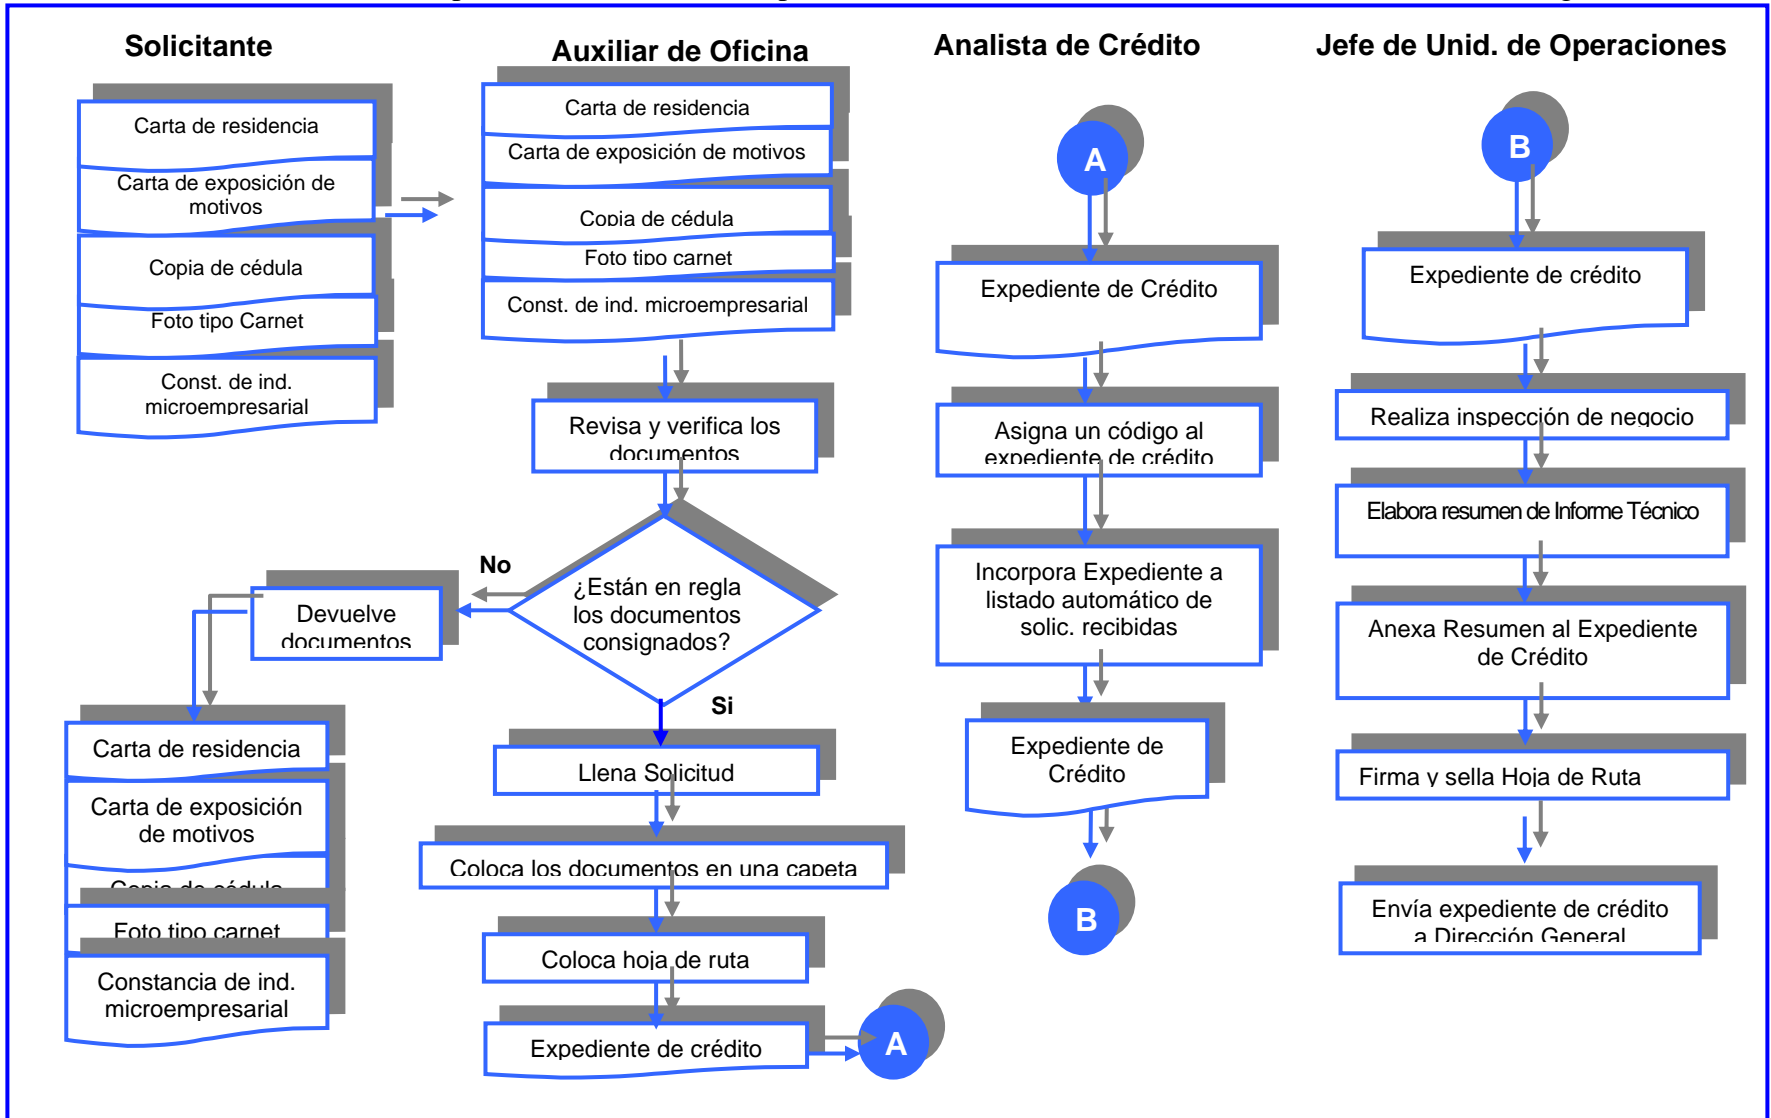 Solicitante
Carta de residencia
Carta de exposición de
motivos
Copia de cédula
Foto tipo Carnet
Const. de ind.
microempresarial
Auxiliar de Oficina
Carta de residencia
Carta de exposición de motivos
Copia de cédula
Foto tipo carnet
Const. de ind. microempresarial
Revisa y verifica los
documentos
¿Están en regla
los documentos
consignados?
No
Devuelve
documentos
Carta de residencia
Carta de exposición
de motivos
Copia de cédula
Foto tipo carnet
Constancia de ind.
microempresarial
Si
Llena Solicitud
Coloca los documentos en una capeta
Coloca hoja de ruta
Expediente de crédito
A
Analista de Crédito
A
Expediente de Crédito
Asigna un código al
expediente de crédito
Incorpora Expediente a
listado automático de
solic. recibidas
Expediente de
Crédito
B
Jefe de Unid. de Operaciones
B
Expediente de crédito
Realiza inspección de negocio
Elabora resumen de Informe Técnico
Anexa Resumen al Expediente
de Crédito
Firma y sella Hoja de Ruta
Envía expediente de crédito
a Dirección General